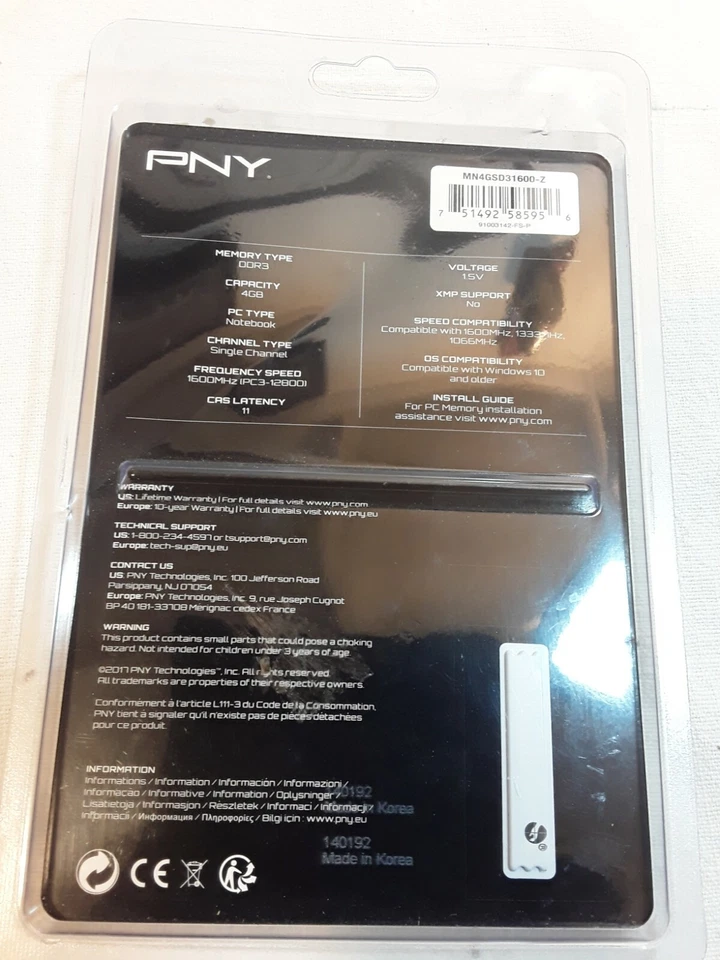 PNY
MN4GSD31600-Z
7 51492 58595 6
91003142-FS-P
MEMORY TYPE
DDR3
CAPACITY
4GB
PC TYPE
Notebook
CHANNEL TYPE
Single Channel
FREQUENCY SPEED
1600MHz (PC3-12800)
CAS LATENCY
11
VOLTAGE
1.5V
XMP SUPPORT
No
SPEED COMPATIBILITY
Compatible with 1600MHz, 1333MHz,
1066MHz
OS COMPATIBILITY
Compatible with Windows 10
and older
INSTALL GUIDE
For PC Memory installation
assistance visit www.pny.com
WARRANTY
US: Lifetime Warranty | For full details visit www.pny.com
Europe: 10-year Warranty | For full details visit www.pny.eu
TECHNICAL SUPPORT
US: 1-800-234-4597 or tsupport@pny.com
Europe: tech-sup@pny.eu
CONTACT US
US: PNY Technologies, Inc. 100 Jefferson Road
Parsippany, NJ 07054
Europe: PNY Technologies, Inc. 9, rue Joseph Cugnot
BP 40 181-33708 Mérignac cedex France
WARNING
This product contains small parts that could pose a choking
hazard. Not intended for children under 3 years of age.
©2017 PNY Technologies™, Inc. All rights reserved.
All trademarks are properties of their respective owners.
Conformément à l'article L111-3 du Code de la Consommation,
PNY tient à signaler qu'il n'existe pas de pièces détachées
pour ce produit.
INFORMATION
Informations / Information / Información / Informazioni /
Informacão / Informative / Information / Oplysninger /
Lisatietoja / Informasjon / Részletek / Informaci / Informacje
Informacii / Информация / Πληροφορίες / Bilgi için : www.pny.eu
140192
Made in Korea
140192
Made in Korea
CE